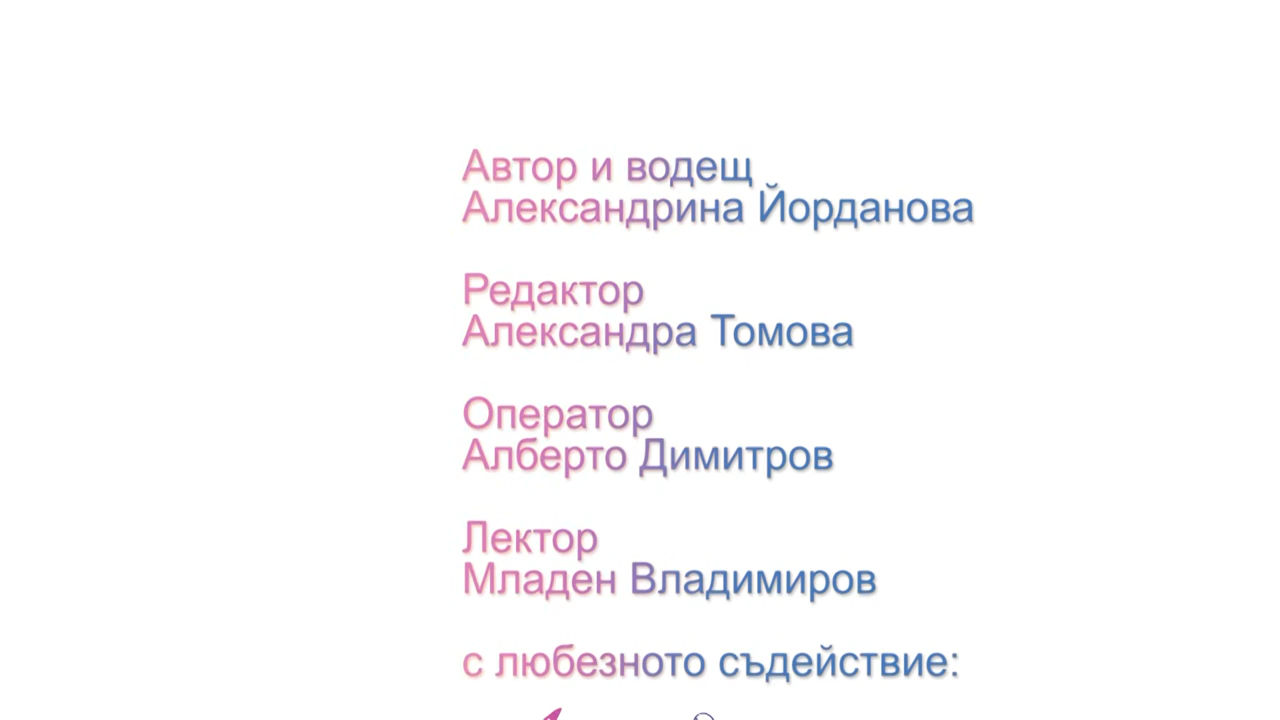 Автор и водещ
Александрина Йорданова
Редактор
Александра Томова
Оператор
Алберто Димитров
Лектор
Младен Владимиров
с любезното съдействие: